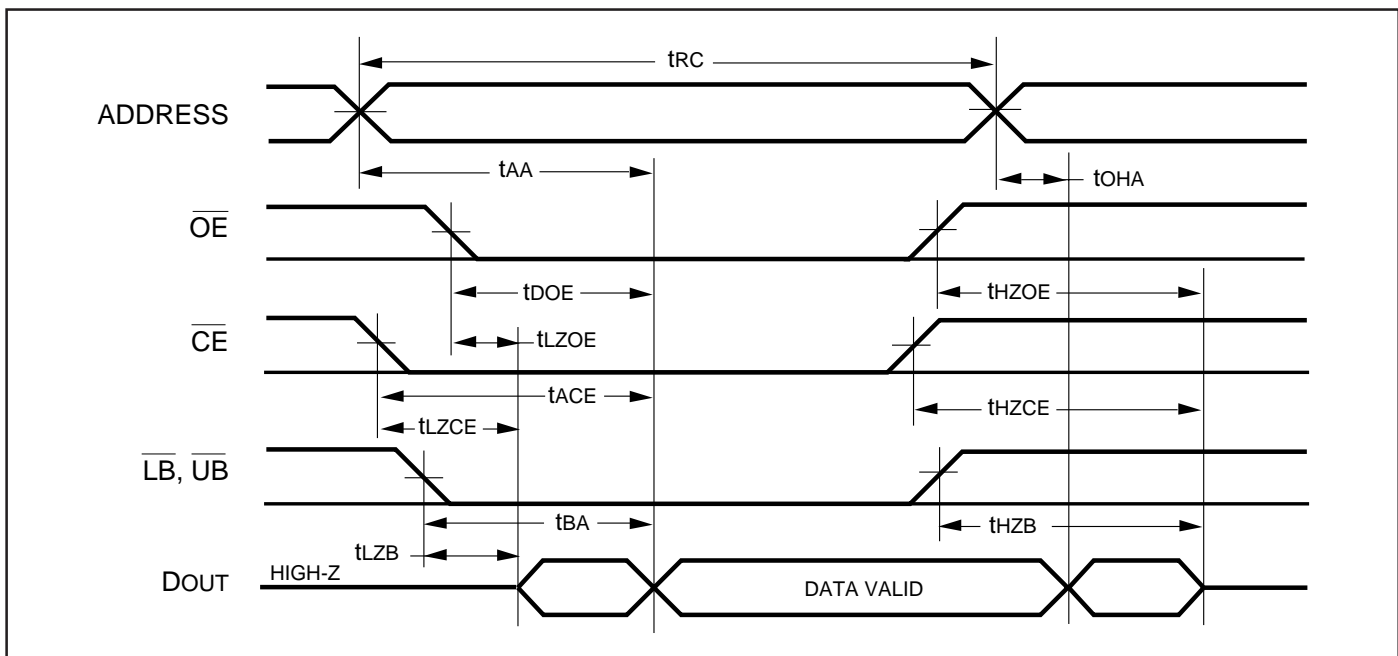 tRC
ADDRESS
tAA
tOHA
OE
tDOE
tHZOE
CE
tLZOE
tACE
tHZCE
tLZCE
LB, UB
tBA
tHZB
tLZB
DOUT
HIGH-Z
DATA VALID